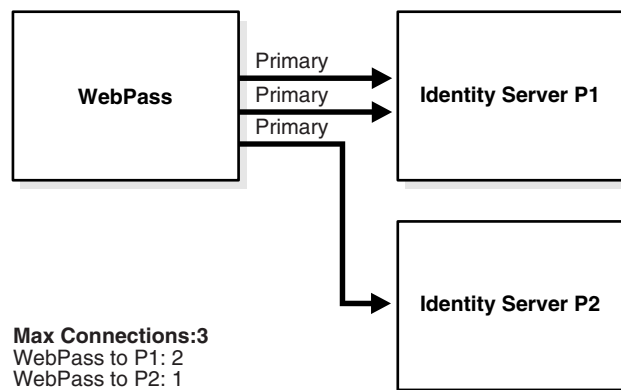 Primary
WebPass
Identity Server P1
Primary
Primary
Identity Server P2
Max Connections:3
WebPass to P1: 2
WebPass to P2: 1